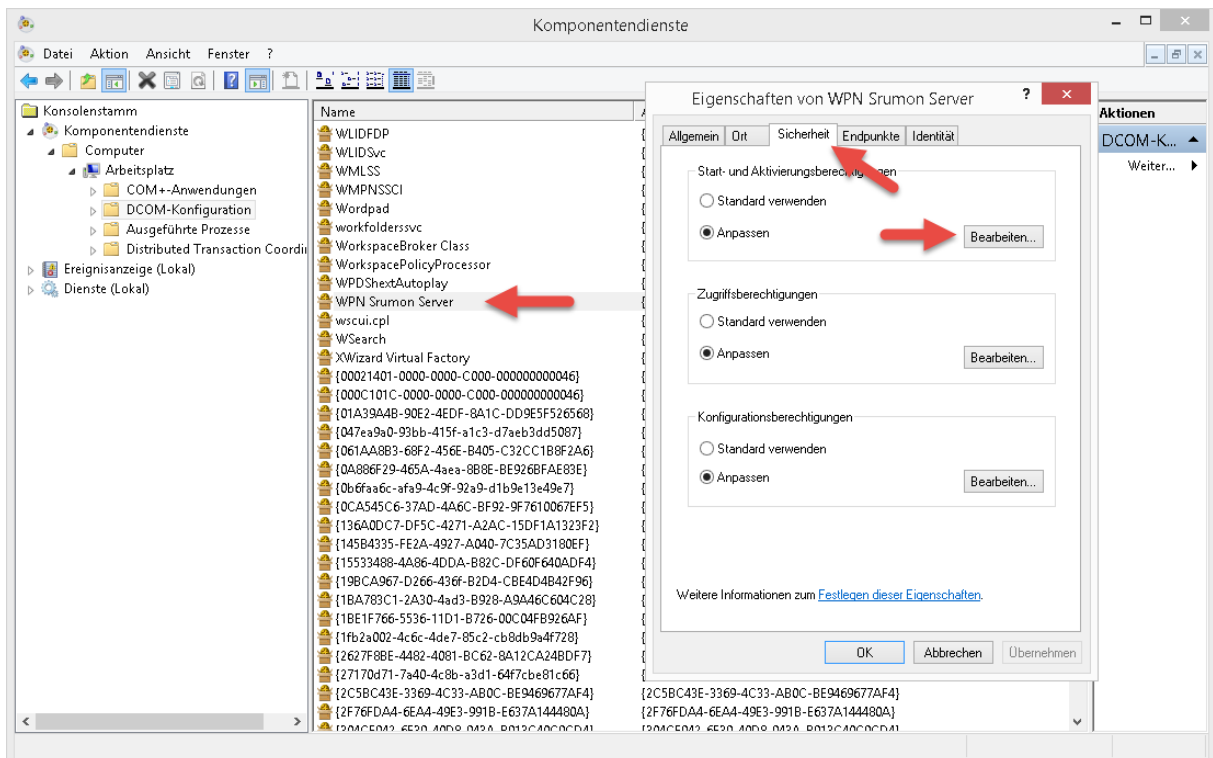 Komponentendienste
Datei Aktion Ansicht Fenster ?
Konsolenstamm
Komponentendienste
Computer
Arbeitsplatz
COM+-Anwendungen
DCOM-Konfiguration
Ausgeführte Prozesse
Distributed Transaction Coordi
Ereignisanzeige (Lokal)
Dienste (Lokal)
Name
WLIDFDP
WLIDSvc
WMLSS
WMPNSSCI
Wordpad
workfolderssvc
WorkspaceBroker Class
WorkspacePolicyProcessor
WPDShextAutoplay
WPN Srumon Server
wscui.cpl
WSearch
XWizard Virtual Factory
{00021401-0000-0000-C000-000000000046}
{000C101C-0000-0000-C000-000000000046}
{01A39A4B-90E2-4EDF-8A1C-DD9E5F526568}
{047ea9a0-93bb-415f-a1c3-d7aeb3dd5087}
{061AA8B3-68F2-456E-B405-C32CC1B8F2A6}
{0A886F29-465A-4aea-8B8E-BE926BFAE83E}
{0b6faa6c-afa9-4c9f-92a9-d1b9e13e49e7}
{0CA545C6-37AD-4A6C-BF92-9F7610067EF5}
{136A0DC7-DF5C-4271-A2AC-15DF1A1323F2}
{145B4335-FE2A-4927-A040-7C35AD3180EF}
{15533488-4A86-4DDA-B82C-DF60F640ADF4}
{19BCA967-D266-436f-B2D4-CBE4D4B42F96}
{1BA783C1-2A30-4ad3-B928-A9A46C604C28}
{1BE1F766-5536-11D1-B726-00C04FB926AF}
{1fb2a002-4c6c-4de7-85c2-cb8db9a4f728}
{2627F8BE-4482-4081-BC62-8A12CA24BDF7}
{27170d71-7a40-4c8b-a3d1-64f7cbe81c66}
{2C5BC43E-3369-4C33-AB0C-BE9469677AF4} {2C5BC43E-3369-4C33-AB0C-BE9469677AF4}
{2F76FDA4-6EA4-49E3-991B-E637A144480A} {2F76FDA4-6EA4-49E3-991B-E637A144480A}
Eigenschaften von WPN Srumon Server ?
Allgemein Ort Sicherheit Endpunkte Identität
Start- und Aktivierungsberechtigungen
Standard verwenden
Anpassen
Bearbeiten...
Zugriffsberechtigungen
Standard verwenden
Anpassen
Bearbeiten...
Konfigurationsberechtigungen
Standard verwenden
Anpassen
Bearbeiten...
Weitere Informationen zum Festlegen dieser Eigenschaften.
OK Abbrechen Übernehmen
Aktionen
DCOM-K...
Weiter...